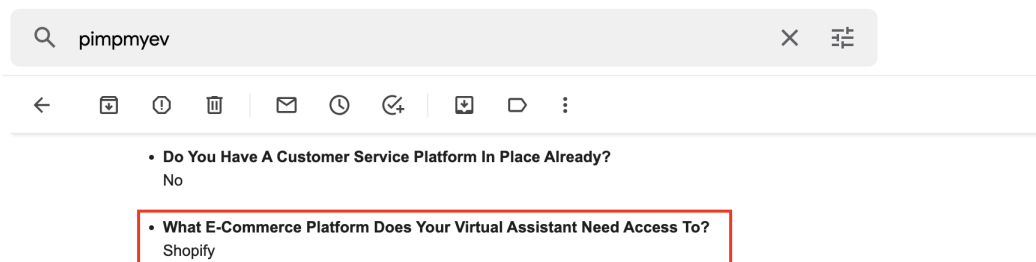 pimpmyev
• Do You Have A Customer Service Platform In Place Already?
No
• What E-Commerce Platform Does Your Virtual Assistant Need Access To?
Shopify